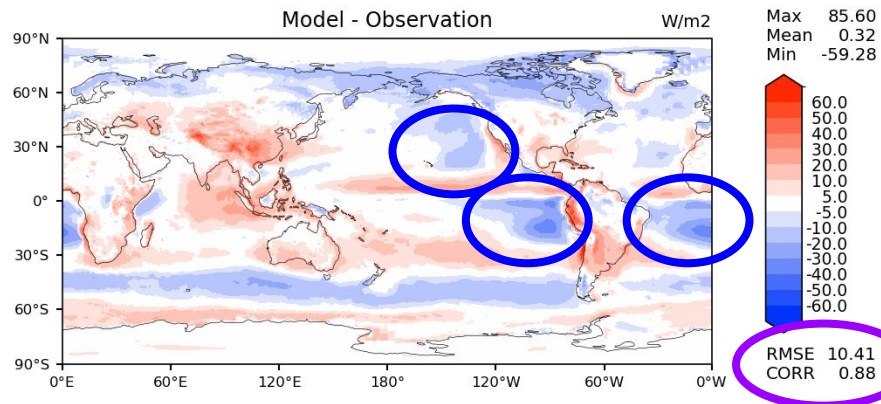 Model - Observation
W/m2
Max 85.60
Mean 0.32
Min -59.28
90°N
60°N
30°N
0°
30°S
60°S
90°S
0°E
60°E
120°E
180°
120°W
60°W
0°W
60.0
50.0
40.0
30.0
20.0
10.0
5.0
-5.0
-10.0
-20.0
-30.0
-40.0
-50.0
-60.0
RMSE 10.41
CORR 0.88